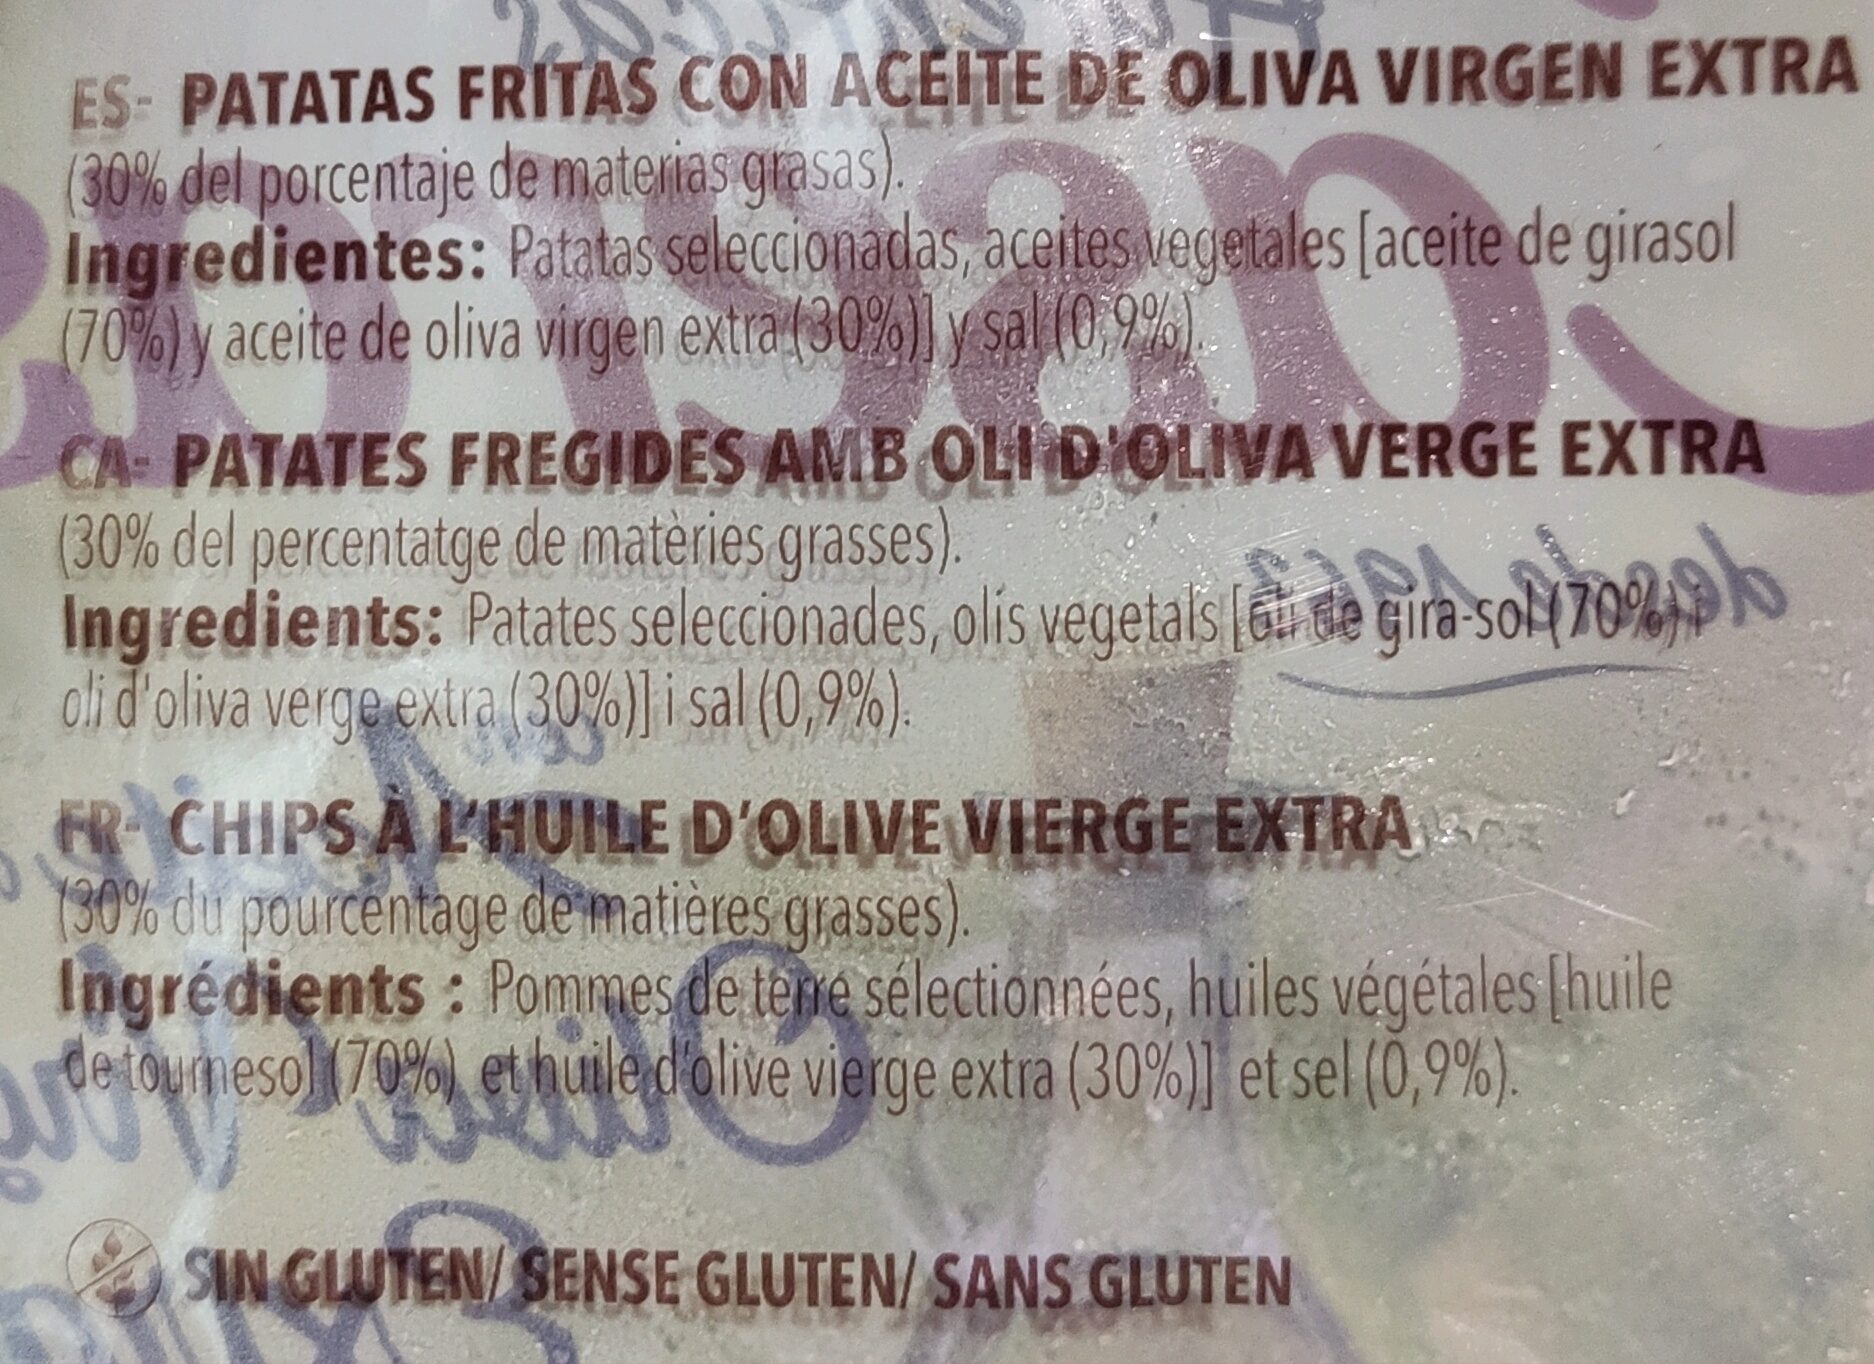 ES- PATATAS FRITAS CON ACEITE DE OLIVA VIRGEN EXTRA
(30% del porcentaje de materias grasas).
Ingredientes: Patatas seleccionadas, aceites vegetales [aceite de girasol
(70%) y aceite de oliva virgen extra (30%)] y sal (0,9%).
CA- PATATES FREGIDES AMB OLI D'OLIVA VERGE EXTRA
(30% del percentatge de matèries grasses).
desde 1963
Ingredients: Patates seleccionades, olis vegetals [oli de gira-sol (70%) i
oli d'oliva verge extra (30%)] i sal (0,9%).
FR- CHIPS À L'HUILE D'OLIVE VIERGE EXTRA
(30% du pourcentage de matières grasses).
Ingrédients : Pommes de terre sélectionnées, huiles végétales [huile
de tournesol (70%) et huile d'olive vierge extra (30%)] et sel (0,9%).
SIN GLUTEN/ SENSE GLUTEN/ SANS GLUTEN